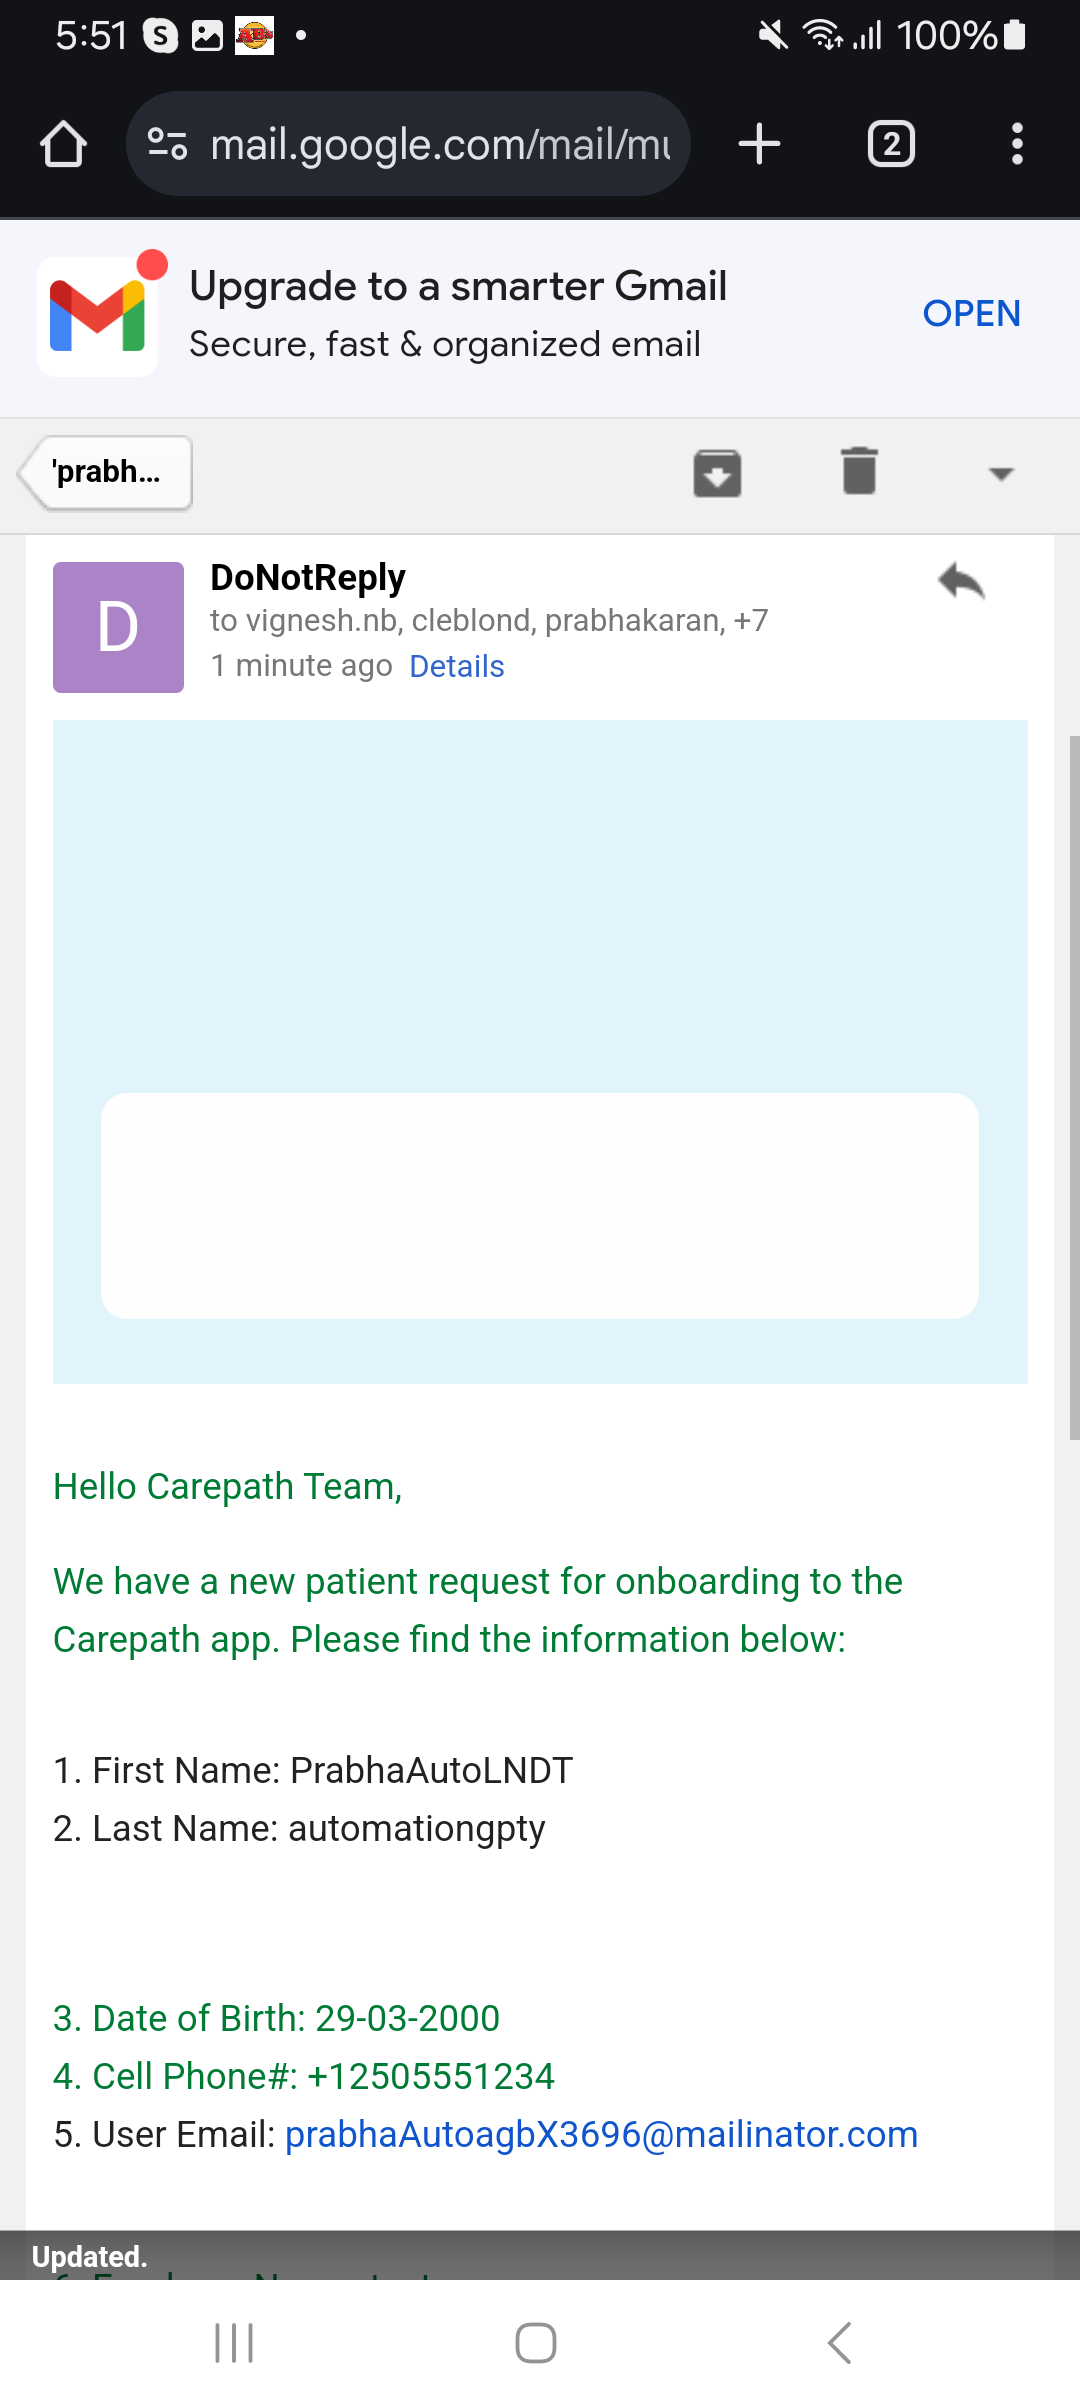 5:51 S ABs 100%
mail.google.com/mail/mu
2
Upgrade to a smarter Gmail
Secure, fast & organized email
OPEN
'prabh...
D
DoNotReply
to vignesh.nb, cleblond, prabhakaran, +7
1 minute ago Details
Hello Carepath Team,
We have a new patient request for onboarding to the
Carepath app. Please find the information below:
1. First Name: PrabhaAutoLNDT
2. Last Name: automationgpty
3. Date of Birth: 29-03-2000
4. Cell Phone#: +12505551234
5. User Email: prabhaAutoagbX3696@mailinator.com
Updated.